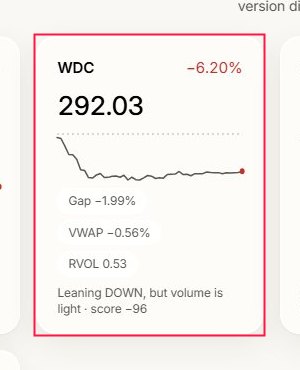 version di
WDC −6.20%
292.03
Gap −1.99%
VWAP −0.56%
RVOL 0.53
Leaning DOWN, but volume is
light · score −96